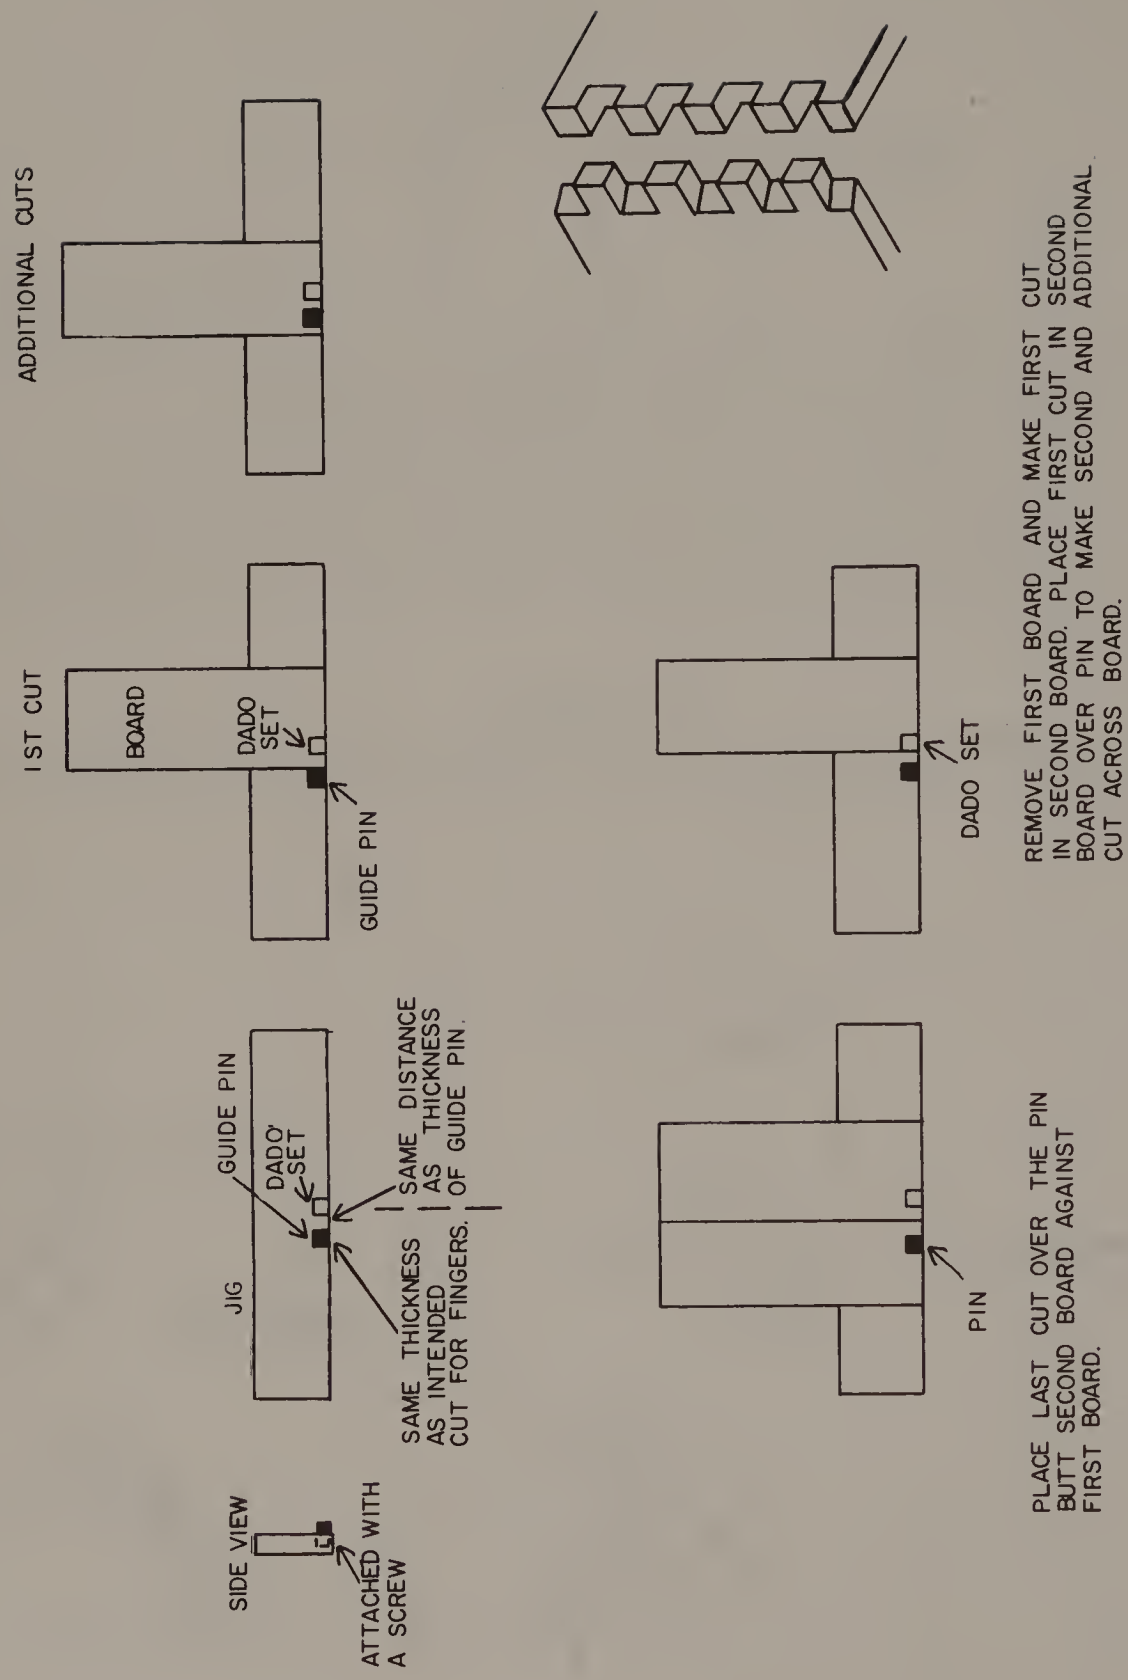 SIDE VIEW
ATTACHED WITH
A SCREW
JIG
GUIDE PIN
DADO'
SET
SAME THICKNESS
AS INTENDED
CUT FOR FINGERS.
SAME DISTANCE
AS THICKNESS
OF GUIDE PIN.
1ST CUT
BOARD
DADO
SET
GUIDE PIN
ADDITIONAL CUTS
PIN
PLACE LAST CUT OVER THE PIN
BUTT SECOND BOARD AGAINST
FIRST BOARD.
DADO SET
REMOVE FIRST BOARD AND MAKE FIRST CUT
IN SECOND BOARD. PLACE FIRST CUT IN SECOND
BOARD OVER PIN TO MAKE SECOND AND ADDITIONAL
CUT ACROSS BOARD.